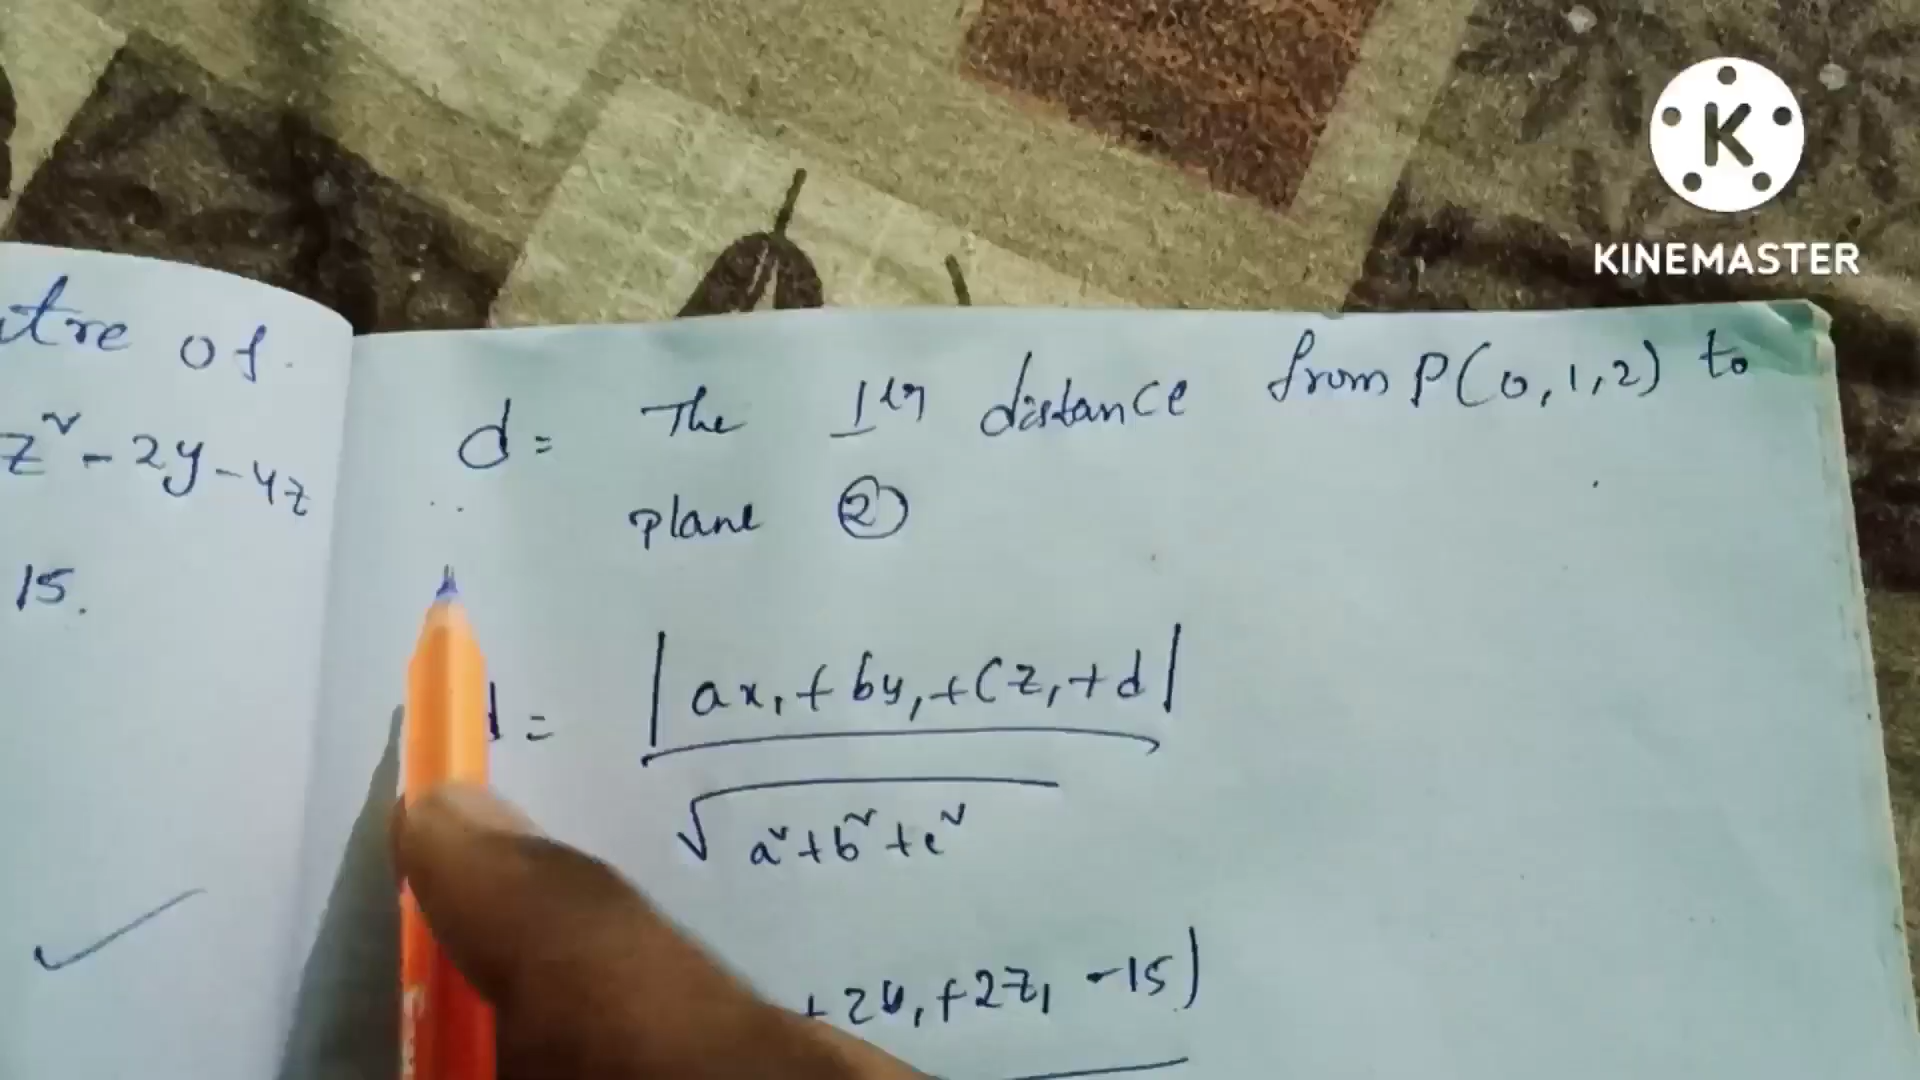 K
KINEMASTER
tre of
z² - 2y - 4z
15.
d = The ⊥er distance from P(0,1,2) to
plane ②
d = |ax₁ + by₁ + cz₁ + d|
√a² + b² + c²
+ 2y₁ + 2z₁ - 15|